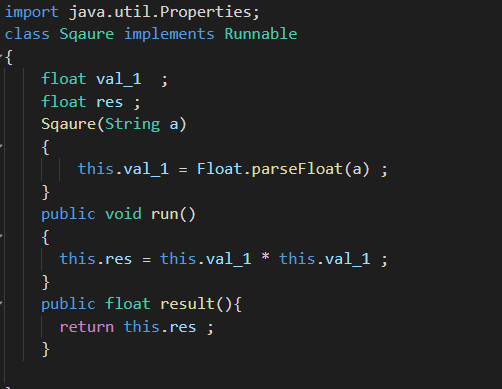 import java.util.Properties;
class Sqaure implements Runnable
{
float val_1  ;
float res ;
Sqaure(String a)
{
this.val_1 = Float.parseFloat(a) ;
}
public void run()
{
this.res = this.val_1 * this.val_1 ;
}
public float result(){
return this.res ;
}
}